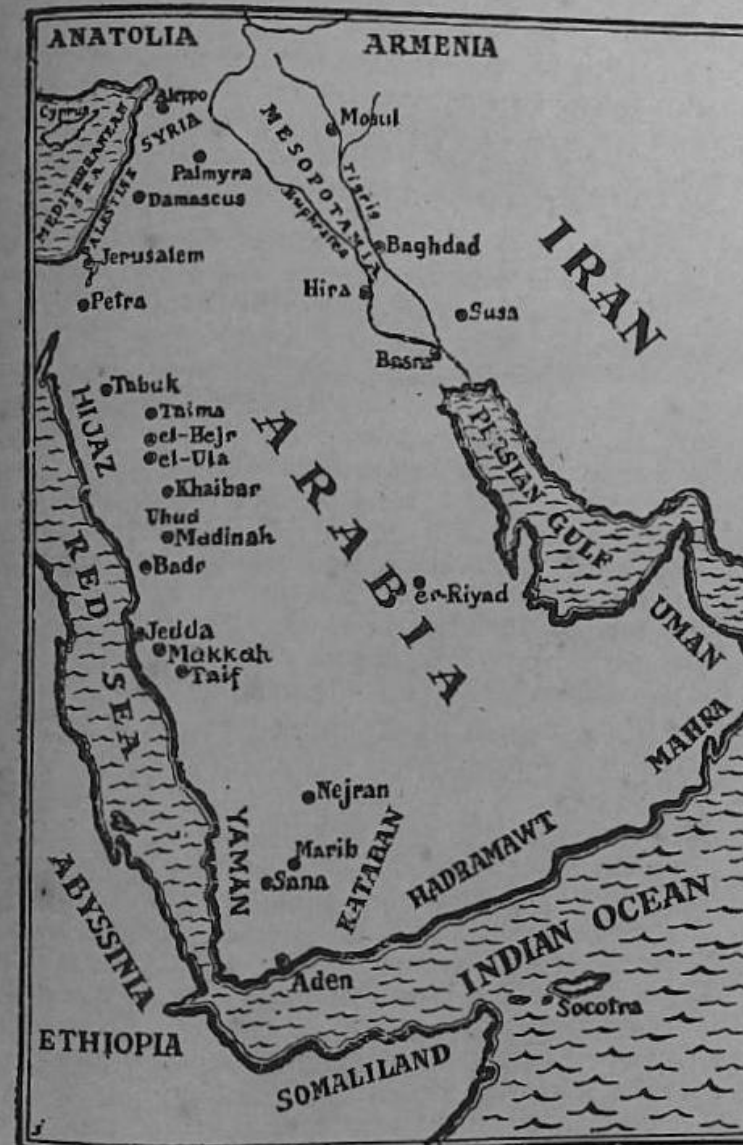 ANATOLIA
ARMENIA
Cyprus
Aleppo
MEDITERRANEAN
SEA
SYRIA
PALESTINE
Palmyra
Damascus
Jerusalem
Petra
Mosul
MESOPOTAMIA
Tigris
Euphrates
Baghdad
Hira
Susa
Basra
IRAN
Tabuk
HIJAZ
Taima
el-Hejr
el-Ula
Khaibar
Uhud
Madinah
Badr
ARABIA
PERSIAN GULF
er-Riyad
UMAN
RED SEA
Jedda
Makkah
Taif
MAHRA
Nejran
YAMAN
Marib
Sana
KATABAN
HADRAMAWT
ABYSSINIA
Aden
INDIAN OCEAN
Socotra
ETHIOPIA
SOMALILAND